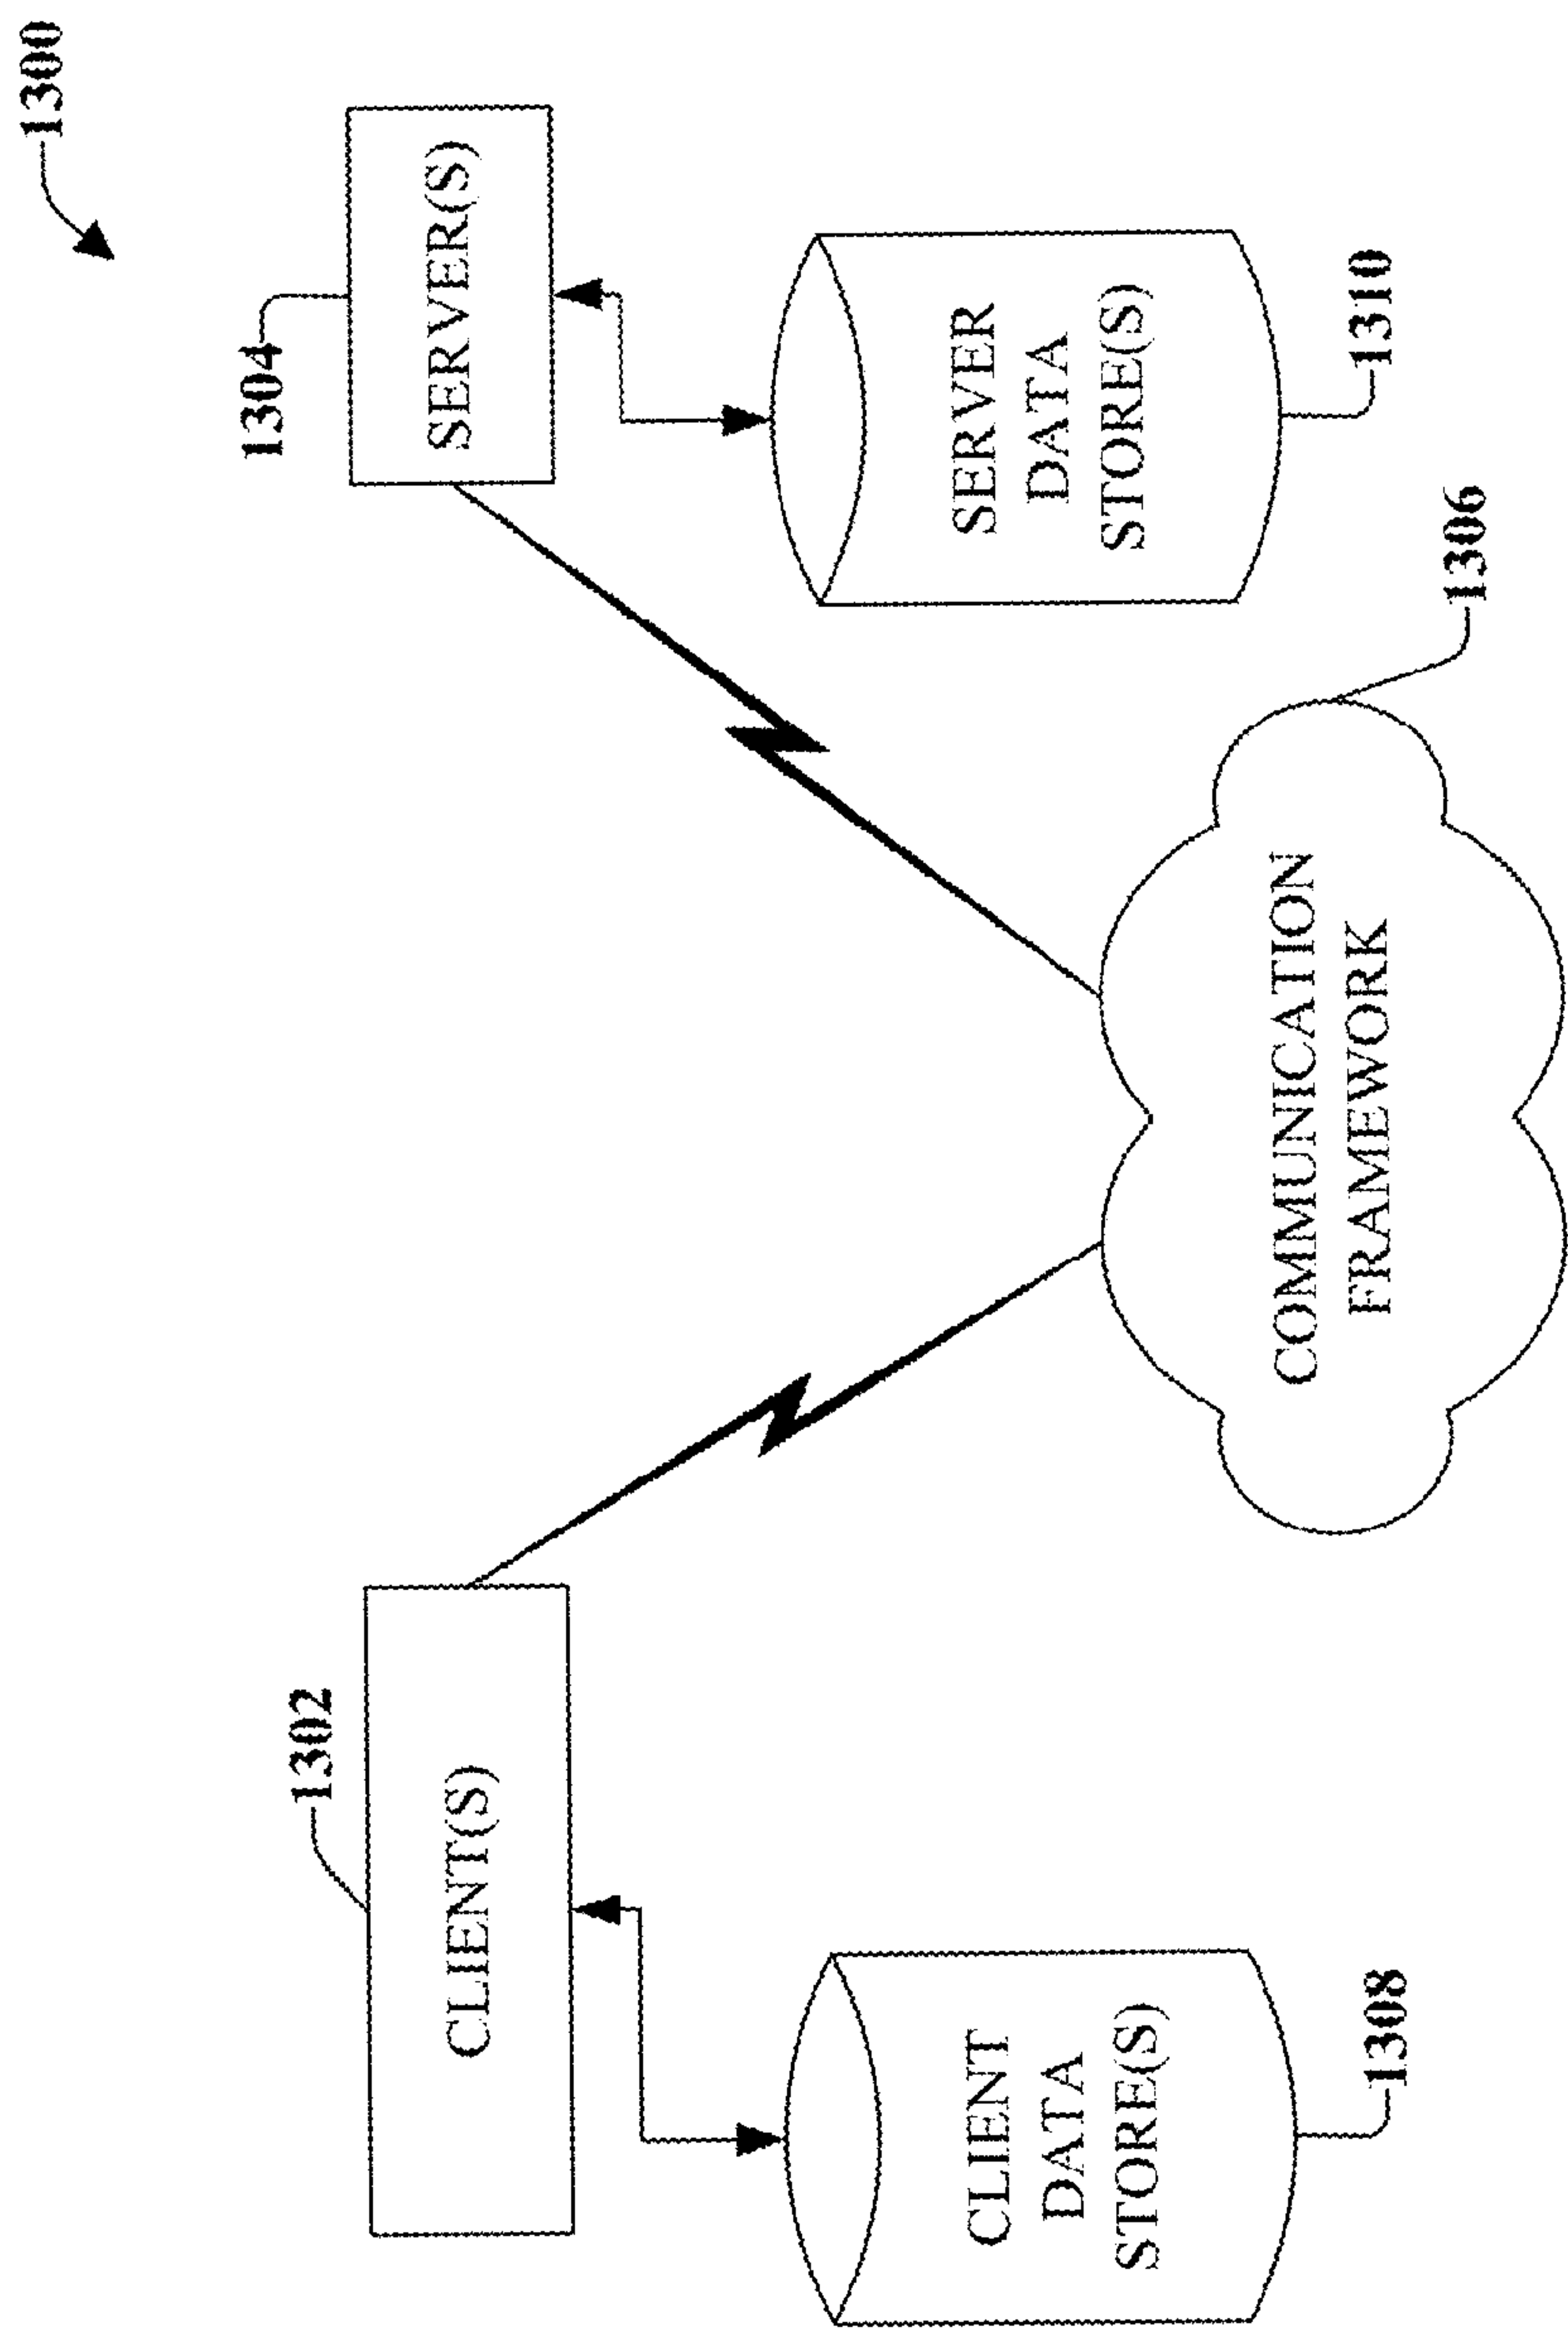 1300
1302
1304
CLIENT(S)
SERVER(S)
CLIENT
DATA
STORE(S)
SERVER
DATA
STORE(S)
COMMUNICATION
FRAMEWORK
1308
1310
1306